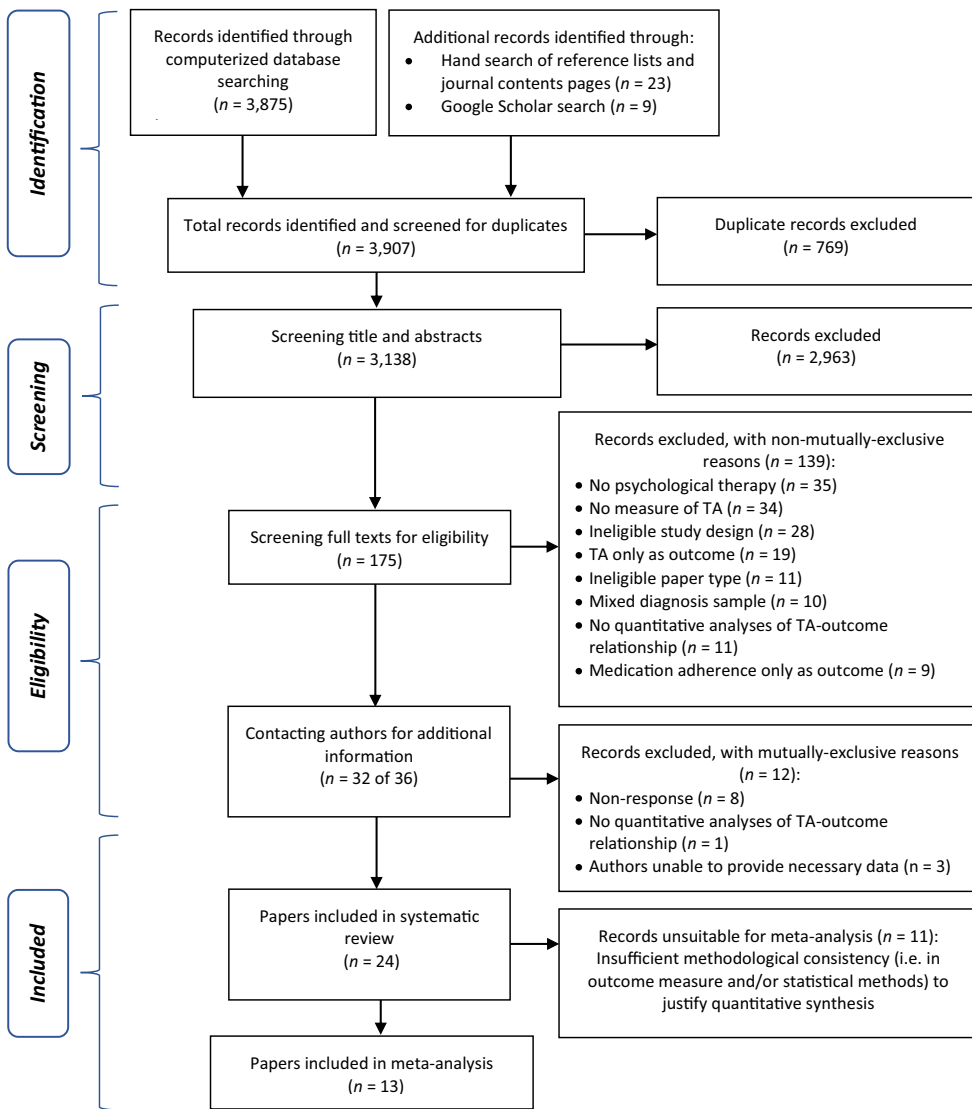 Identification
Records identified through
computerized database
searching
(n = 3,875)
Additional records identified through:
• Hand search of reference lists and
journal contents pages (n = 23)
• Google Scholar search (n = 9)
Total records identified and screened for duplicates
(n = 3,907)
Duplicate records excluded
(n = 769)
Screening
Screening title and abstracts
(n = 3,138)
Records excluded
(n = 2,963)
Eligibility
Screening full texts for eligibility
(n = 175)
Records excluded, with non-mutually-exclusive
reasons (n = 139):
• No psychological therapy (n = 35)
• No measure of TA (n = 34)
• Ineligible study design (n = 28)
• TA only as outcome (n = 19)
• Ineligible paper type (n = 11)
• Mixed diagnosis sample (n = 10)
• No quantitative analyses of TA-outcome
relationship (n = 11)
• Medication adherence only as outcome (n = 9)
Contacting authors for additional
information
(n = 32 of 36)
Records excluded, with mutually-exclusive reasons
(n = 12):
• Non-response (n = 8)
• No quantitative analyses of TA-outcome
relationship (n = 1)
• Authors unable to provide necessary data (n = 3)
Included
Papers included in systematic
review
(n = 24)
Records unsuitable for meta-analysis (n = 11):
Insufficient methodological consistency (i.e. in
outcome measure and/or statistical methods) to
justify quantitative synthesis
Papers included in meta-analysis
(n = 13)